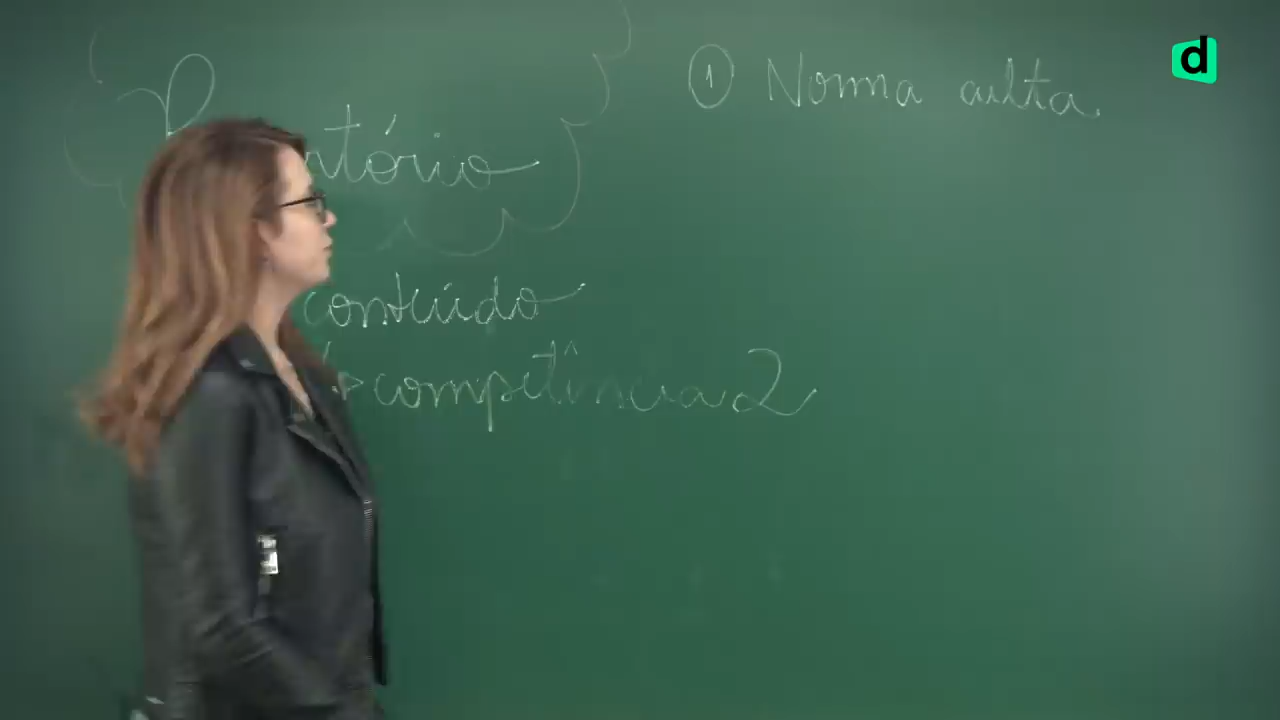 ① Norma culta.
conteúdo
↳ competência 2
d